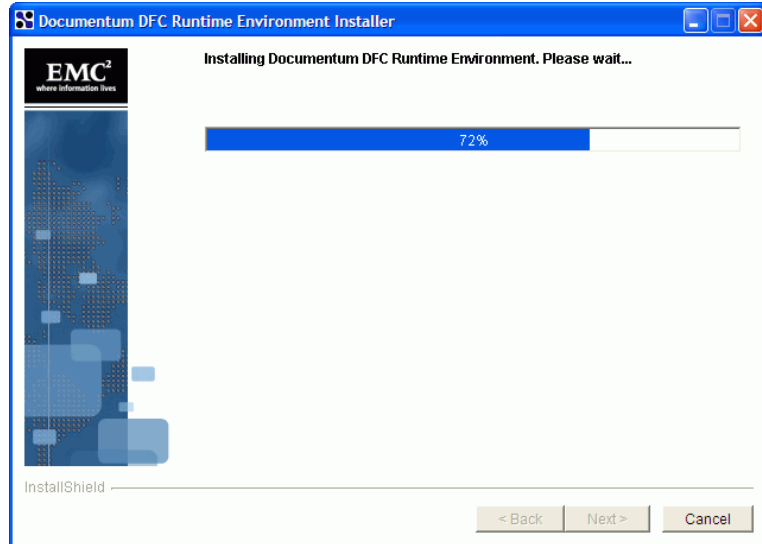 Documentum DFC Runtime Environment Installer
EMC²
where information lives
Installing Documentum DFC Runtime Environment. Please wait...
72%
InstallShield
< Back
Next >
Cancel